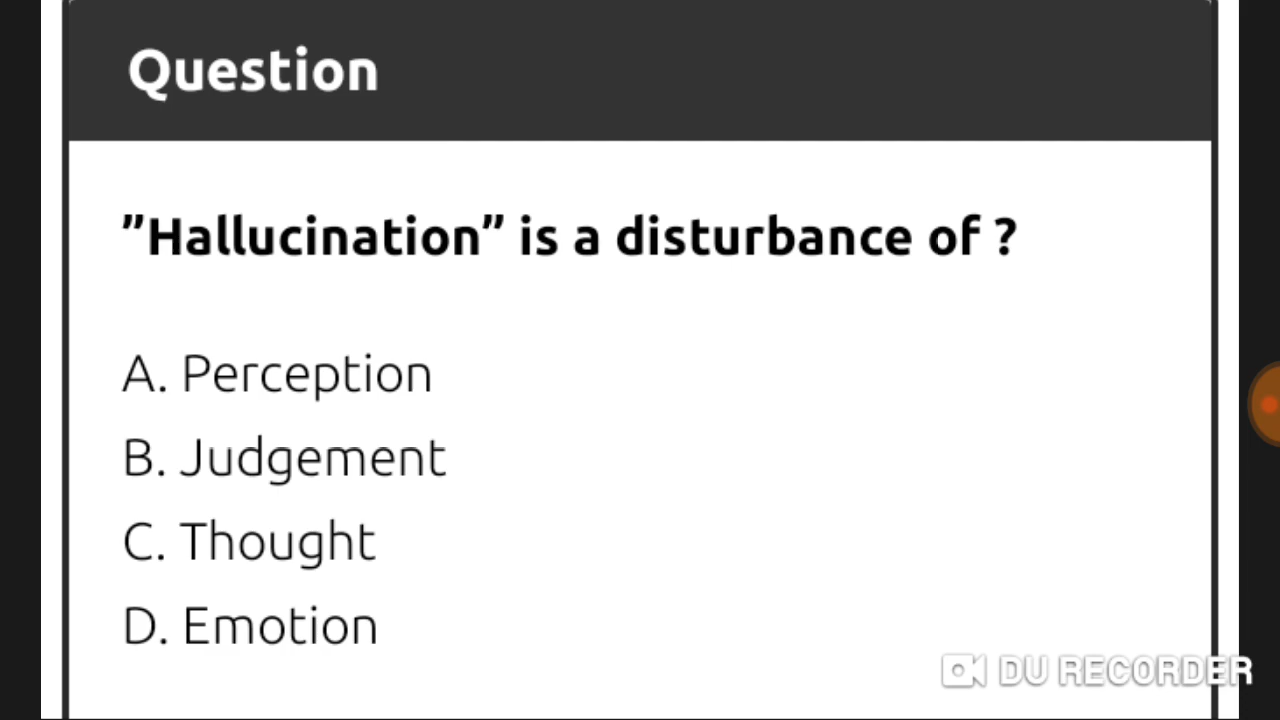 Question
”Hallucination” is a disturbance of ?
A. Perception
B. Judgement
C. Thought
D. Emotion
DU RECORDER